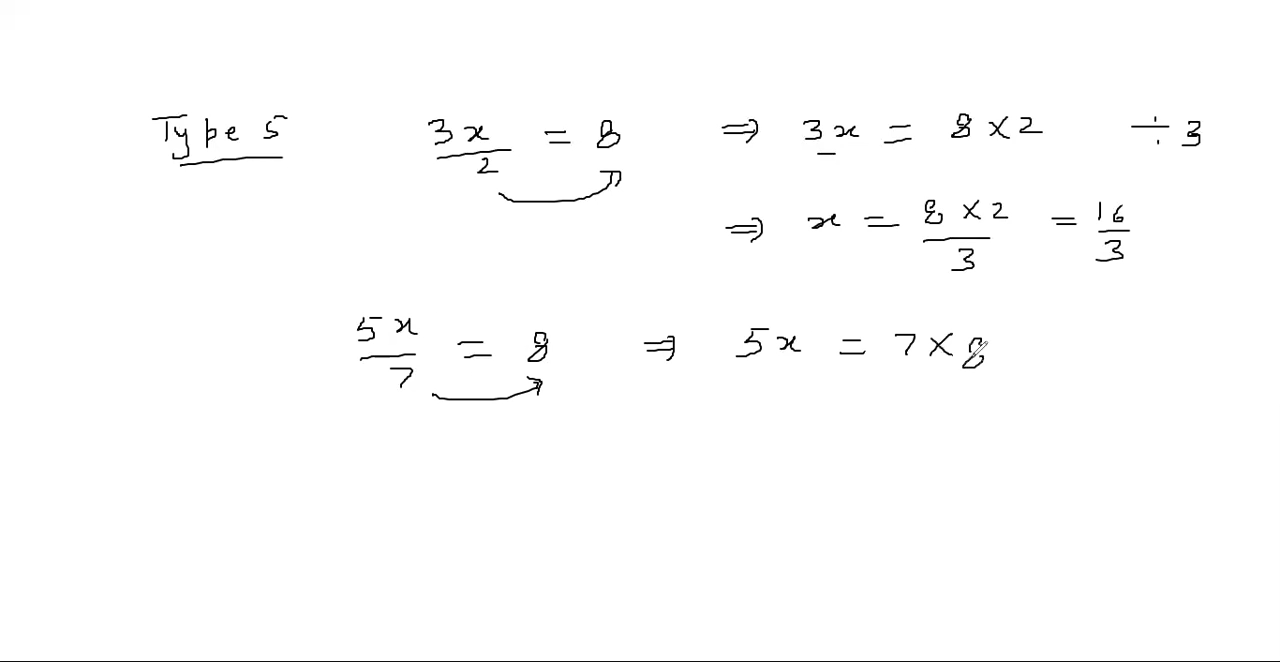 Type 5 3x/2 = 8 ⇒ 3x = 8 × 2 ÷ 3
⇒ x = 8 × 2/3 = 16/3
5x/7 = 8 ⇒ 5x = 7 × 8